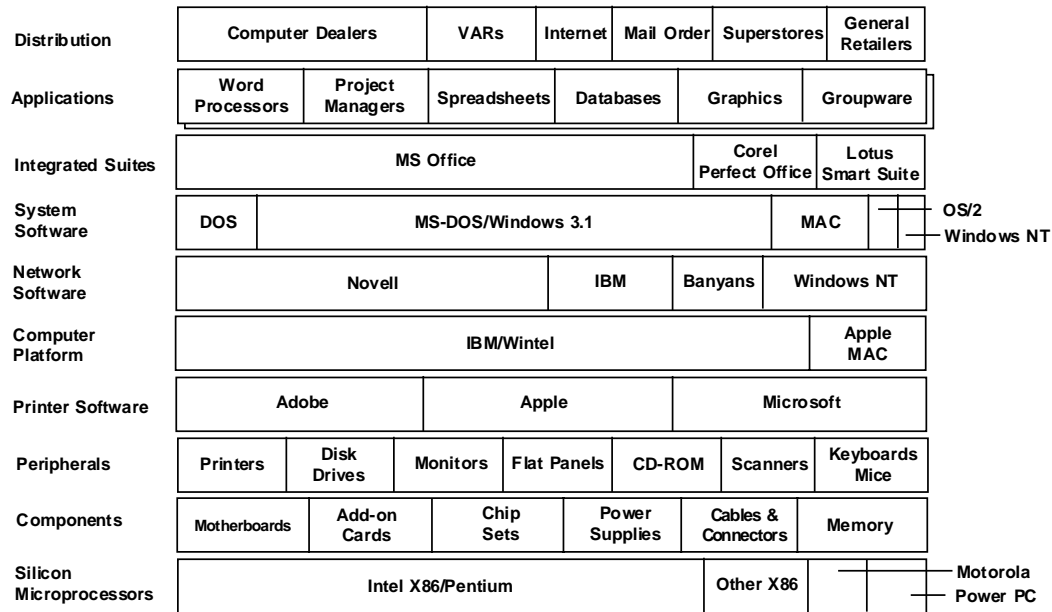 Distribution
Computer Dealers
VARs
Internet
Mail Order
Superstores
General
Retailers
Applications
Word
Processors
Project
Managers
Spreadsheets
Databases
Graphics
Groupware
Integrated Suites
MS Office
Corel
Perfect Office
Lotus
Smart Suite
System
Software
DOS
MS-DOS/Windows 3.1
MAC
OS/2
Windows NT
Network
Software
Novell
IBM
Banyans
Windows NT
Computer
Platform
IBM/Wintel
Apple
MAC
Printer Software
Adobe
Apple
Microsoft
Peripherals
Printers
Disk
Drives
Monitors
Flat Panels
CD-ROM
Scanners
Keyboards
Mice
Components
Motherboards
Add-on
Cards
Chip
Sets
Power
Supplies
Cables &
Connectors
Memory
Silicon
Microprocessors
Intel X86/Pentium
Other X86
Motorola
Power PC